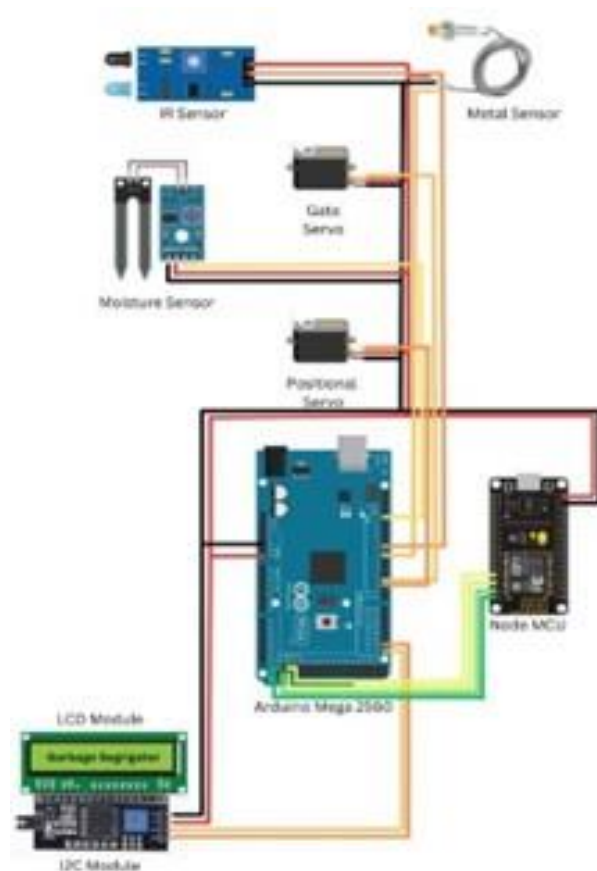 IR Sensor
Metal Sensor
Gate
Servo
Moisture Sensor
Positional
Servo
Node MCU
Arduino Mega 2560
LCD Module
Garbage Segrigator
I2C Module